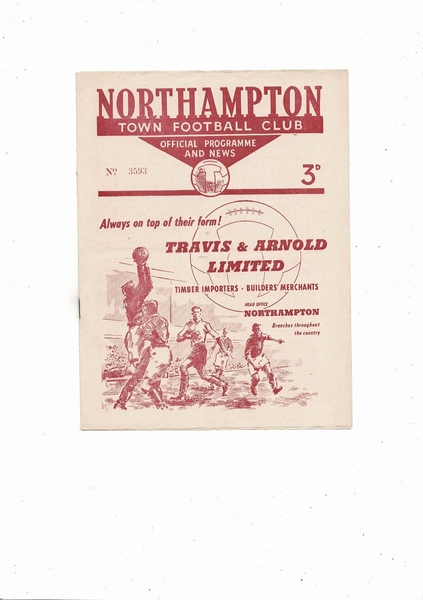 NORTHAMPTON
TOWN FOOTBALL CLUB
OFFICIAL PROGRAMME
AND NEWS
Nº 3593
3D
Always on top of their form!
TRAVIS & ARNOLD
LIMITED
TIMBER IMPORTERS · BUILDERS' MERCHANTS
HEAD OFFICE
NORTHAMPTON
Branches throughout
the country